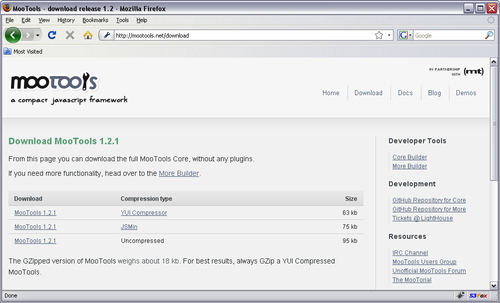 MooTools - download release 1.2 - Mozilla Firefox
File Edit View History Bookmarks Tools Help
http://mootools.net/download
Google
Most Visited
mootools
a compact javascript framework
IN PARTNERSHIP WITH (mt)
Home Download Docs Blog Demos
Download MooTools 1.2.1
From this page you can download the full MooTools Core, without any plugins.
If you need more functionality, head over to the More Builder.
Download Compression type Size
MooTools 1.2.1 YUI Compressor 63 kb
MooTools 1.2.1 JSMin 75 kb
MooTools 1.2.1 Uncompressed 95 kb
The GZipped version of MooTools weighs about 18 kb. For best results, always GZip a YUI Compressed
MooTools.
Developer Tools
Core Builder
More Builder
Development
GitHub Repository for Core
GitHub Repository for More
Tickets @ LightHouse
Resources
IRC Channel
MooTools Users Group
Unofficial MooTools Forum
The MooTorial
Done
S3Fox